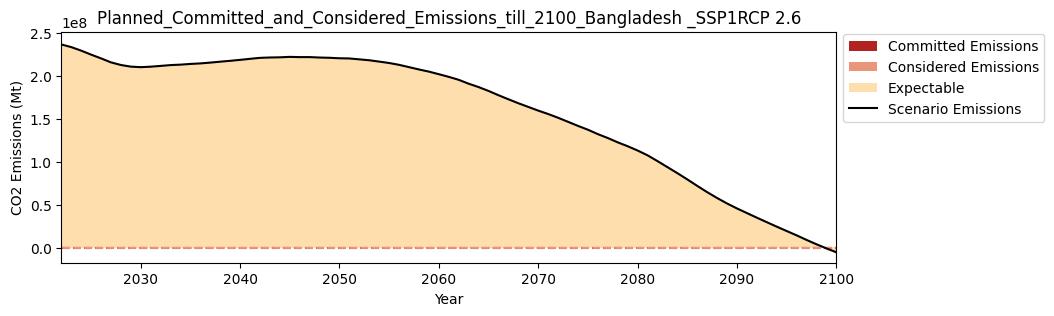 Planned_Committed_and_Considered_Emissions_till_2100_Bangladesh _SSP1RCP 2.6
1e8
2.5
2.0
1.5
1.0
0.5
0.0
CO2 Emissions (Mt)
2030 2040 2050 2060 2070 2080 2090 2100
Year
Committed Emissions
Considered Emissions
Expectable
Scenario Emissions